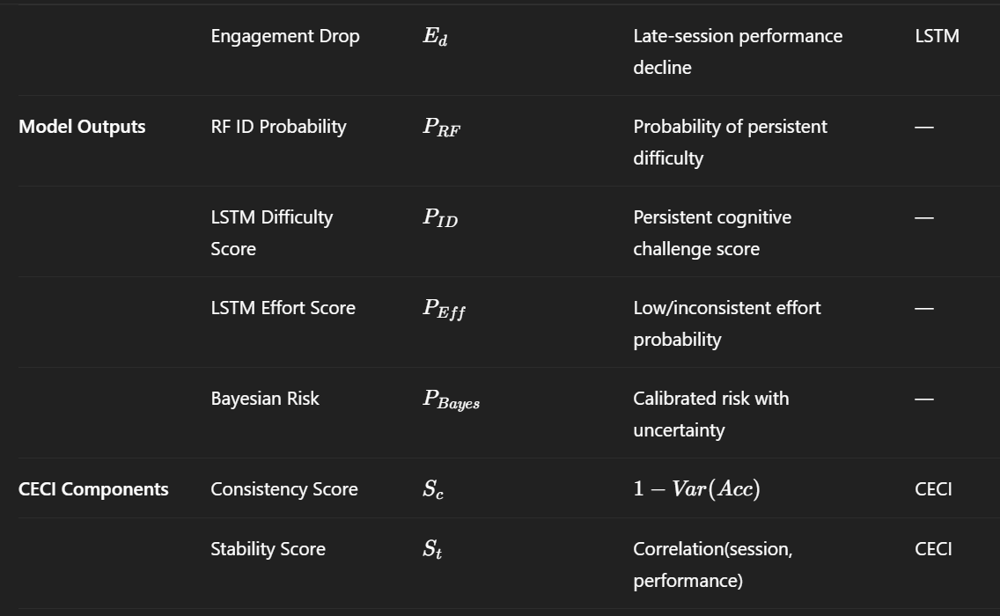 Engagement Drop E_d Late-session performance LSTM
decline
Model Outputs RF ID Probability P_{RF} Probability of persistent —
difficulty
LSTM Difficulty P_{ID} Persistent cognitive —
Score challenge score
LSTM Effort Score P_{Eff} Low/inconsistent effort —
probability
Bayesian Risk P_{Bayes} Calibrated risk with —
uncertainty
CECI Components Consistency Score S_c 1 − Var(Acc) CECI
Stability Score S_t Correlation(session, CECI
performance)